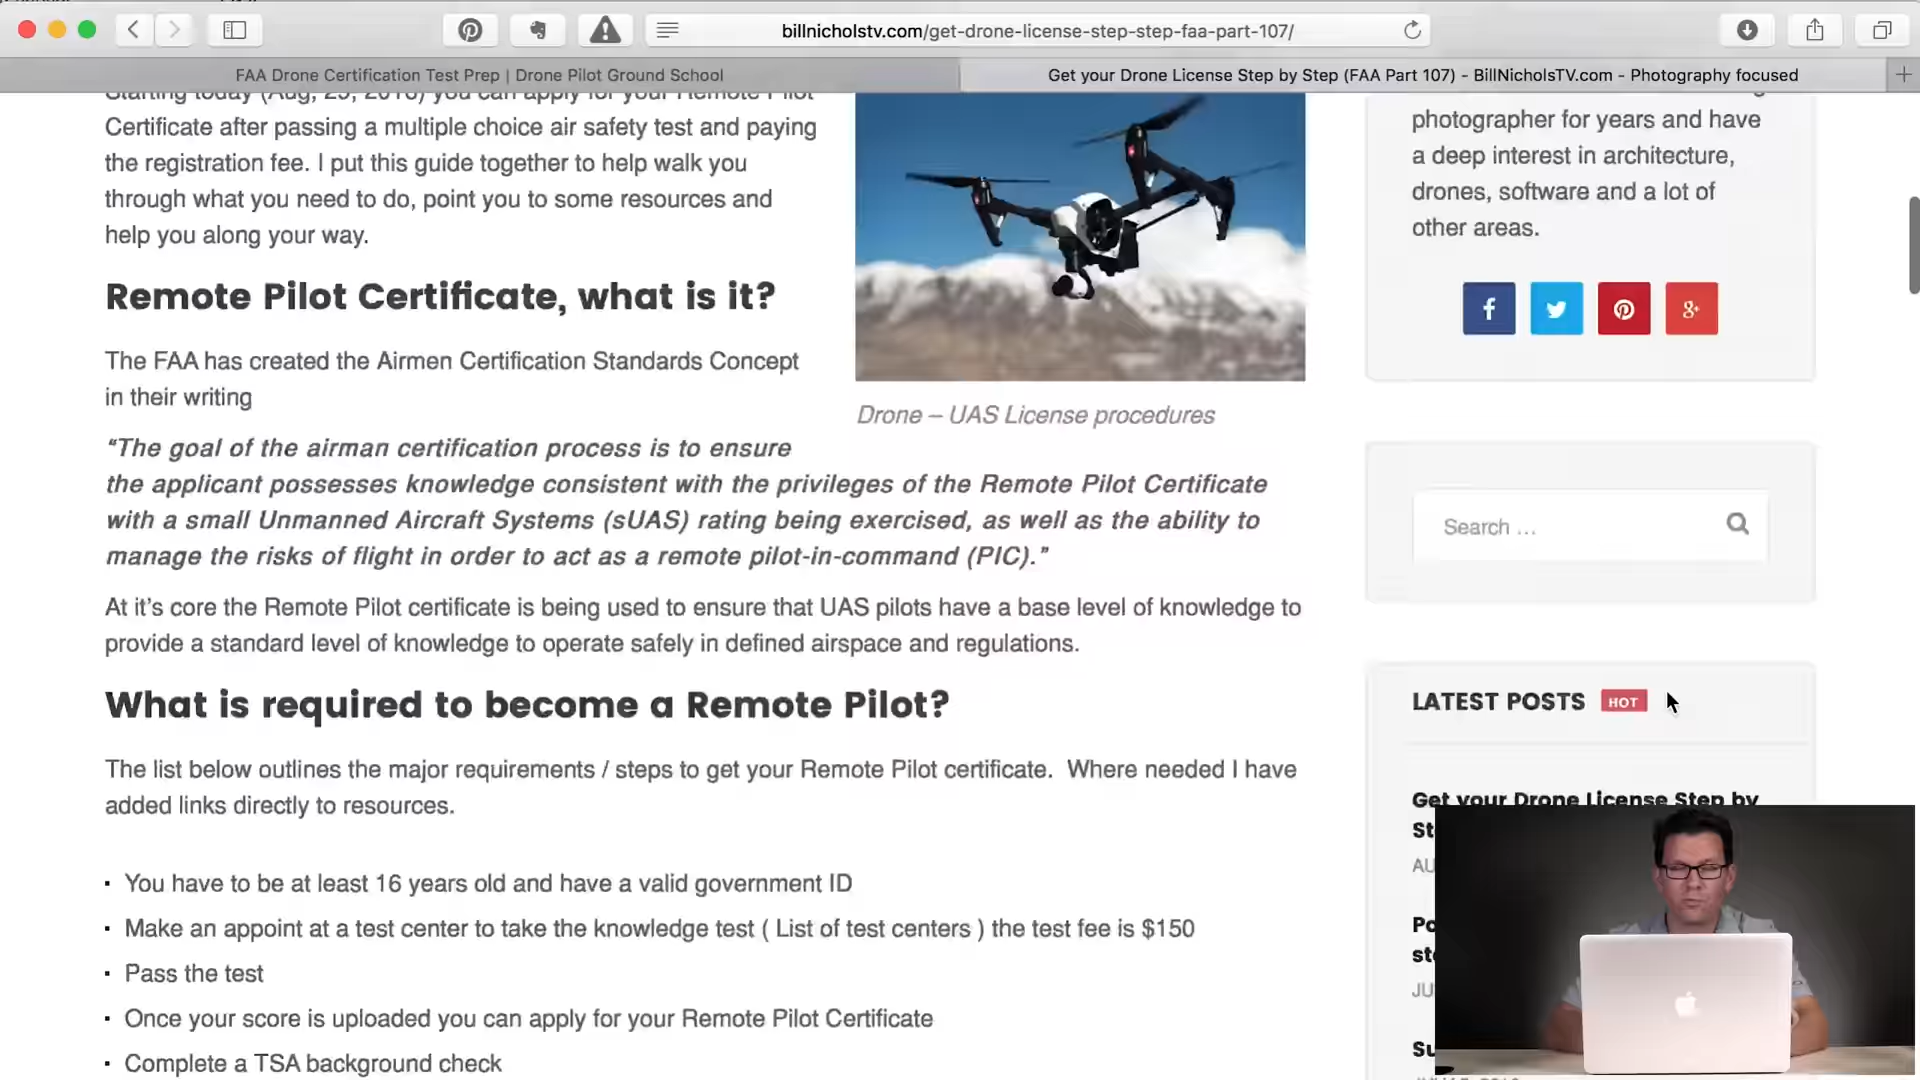 billnicholstv.com/get-drone-license-step-step-faa-part-107/
FAA Drone Certification Test Prep | Drone Pilot Ground School
Get your Drone License Step by Step (FAA Part 107) - BillNicholsTV.com - Photography focused
Starting today (Aug, 29, 2016) you can apply for your Remote Pilot
Certificate after passing a multiple choice air safety test and paying
the registration fee. I put this guide together to help walk you
through what you need to do, point you to some resources and
help you along your way.
Remote Pilot Certificate, what is it?
The FAA has created the Airmen Certification Standards Concept
in their writing
Drone – UAS License procedures
“The goal of the airman certification process is to ensure
the applicant possesses knowledge consistent with the privileges of the Remote Pilot Certificate
with a small Unmanned Aircraft Systems (sUAS) rating being exercised, as well as the ability to
manage the risks of flight in order to act as a remote pilot-in-command (PIC).”
At it’s core the Remote Pilot certificate is being used to ensure that UAS pilots have a base level of knowledge to
provide a standard level of knowledge to operate safely in defined airspace and regulations.
What is required to become a Remote Pilot?
The list below outlines the major requirements / steps to get your Remote Pilot certificate. Where needed I have
added links directly to resources.
· You have to be at least 16 years old and have a valid government ID
· Make an appoint at a test center to take the knowledge test ( List of test centers ) the test fee is $150
· Pass the test
· Once your score is uploaded you can apply for your Remote Pilot Certificate
· Complete a TSA background check
photographer for years and have
a deep interest in architecture,
drones, software and a lot of
other areas.
Search ...
LATEST POSTS HOT
Get your Drone License Step by